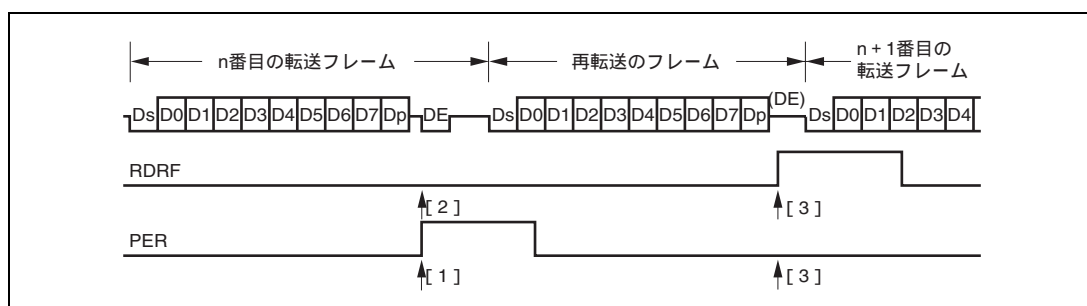 n番目の転送フレーム
再転送のフレーム
n + 1番目の
転送フレーム
Ds D0 D1 D2 D3 D4 D5 D6 D7 Dp DE Ds D0 D1 D2 D3 D4 D5 D6 D7 Dp (DE) Ds D0 D1 D2 D3 D4
RDRF
[ 2 ] [ 3 ]
PER
[ 1 ] [ 3 ]